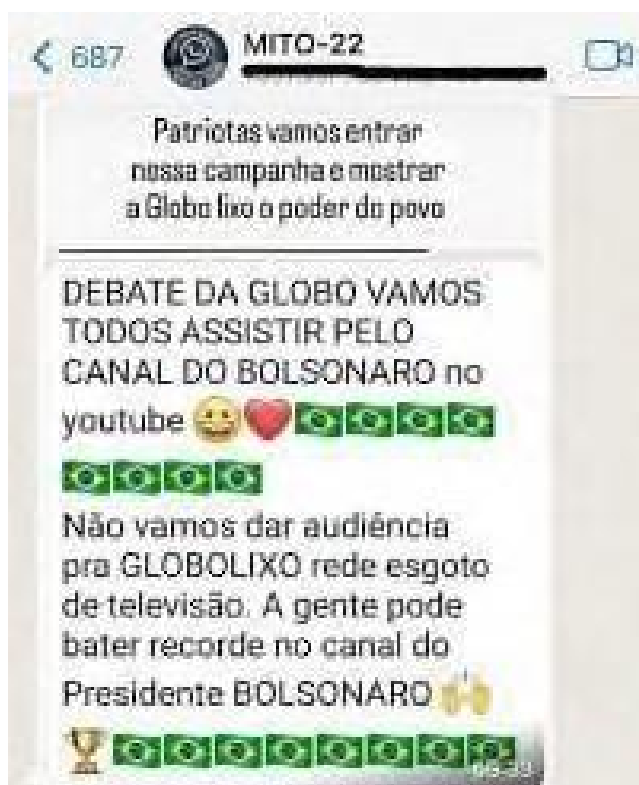 687
MITO-22
Patriotas vamos entrar
nossa campanha e mostrar
a Globo lixo o poder do povo
DEBATE DA GLOBO VAMOS
TODOS ASSISTIR PELO
CANAL DO BOLSONARO no
youtube 😀❤️🇧🇷🇧🇷🇧🇷🇧🇷
🇧🇷🇧🇷🇧🇷🇧🇷
Não vamos dar audiência
pra GLOBOLIXO rede esgoto
de televisão. A gente pode
bater recorde no canal do
Presidente BOLSONARO 🙌
🏆🇧🇷🇧🇷🇧🇷🇧🇷🇧🇷🇧🇷🇧🇷🇧🇷